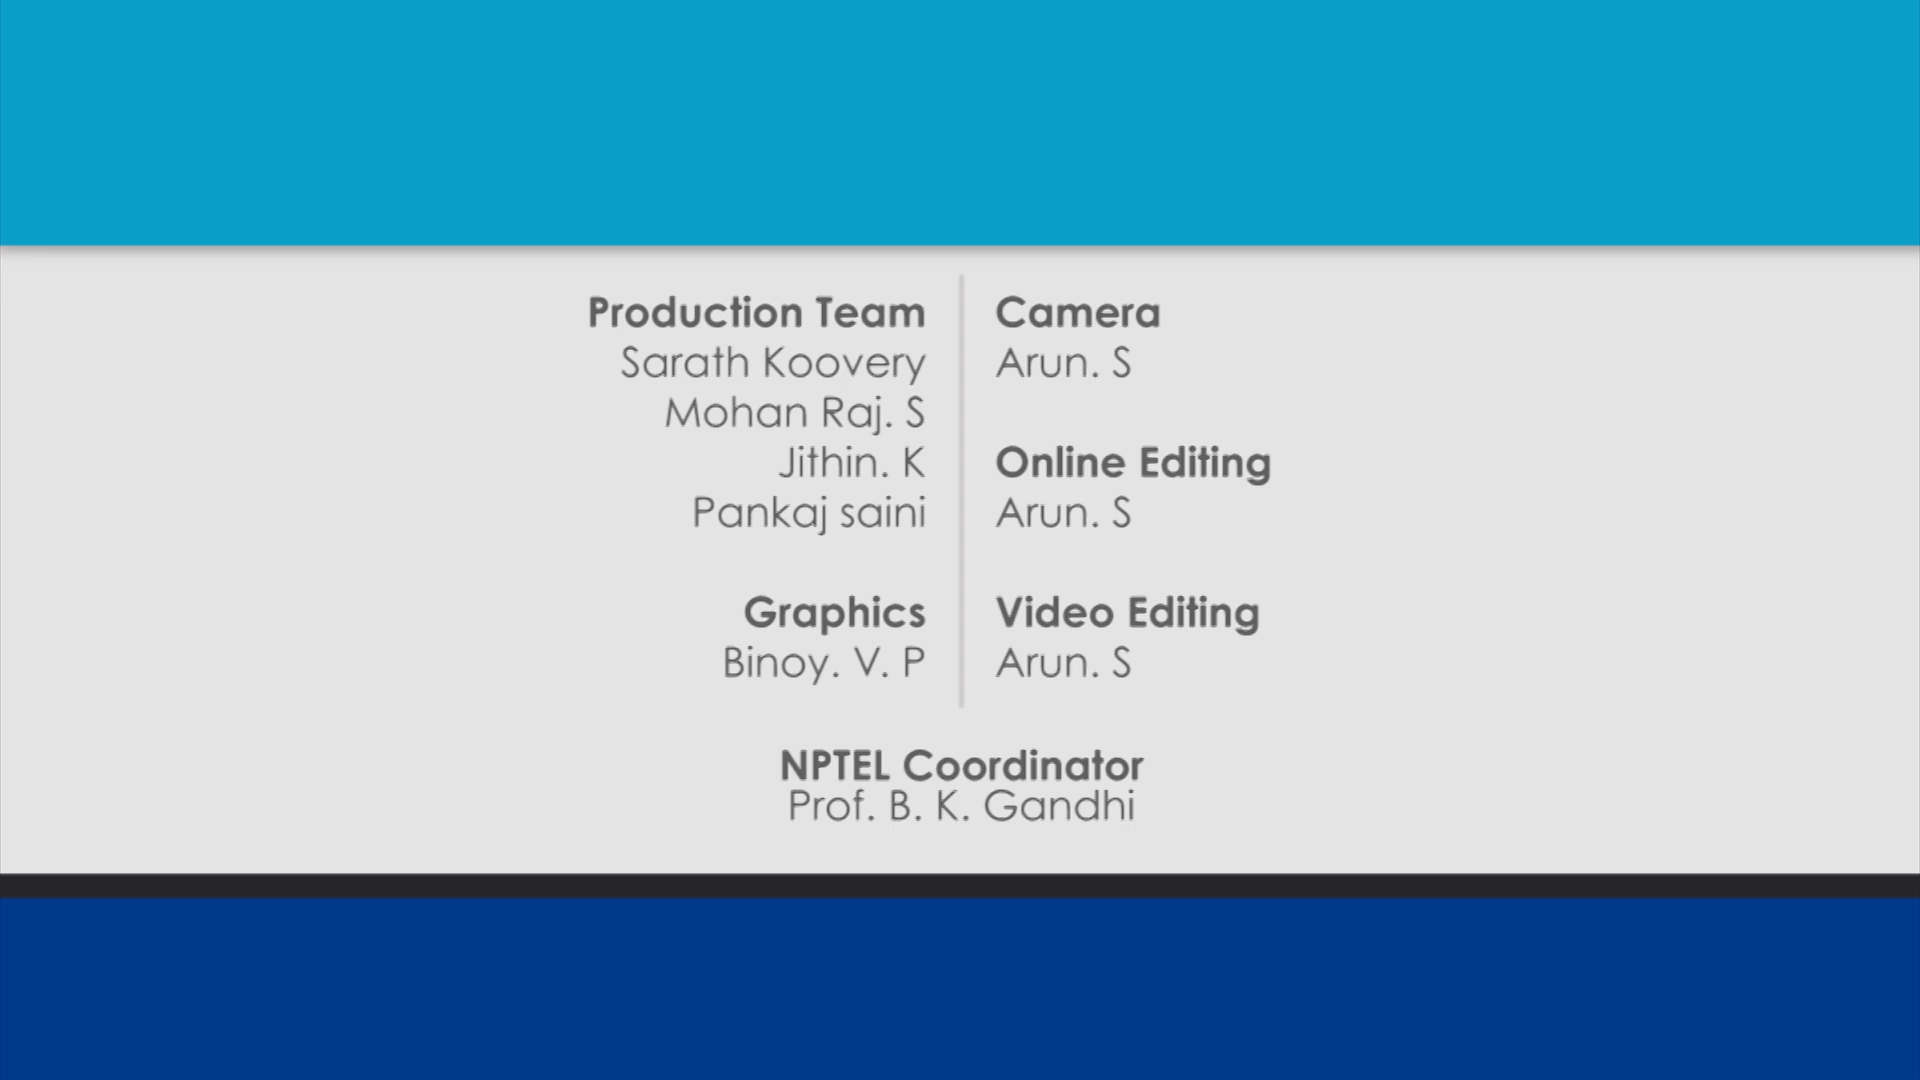 Production Team
Sarath Koovery
Mohan Raj. S
Jithin. K
Pankaj saini
Graphics
Binoy. V. P
Camera
Arun. S
Online Editing
Arun. S
Video Editing
Arun. S
NPTEL Coordinator
Prof. B. K. Gandhi